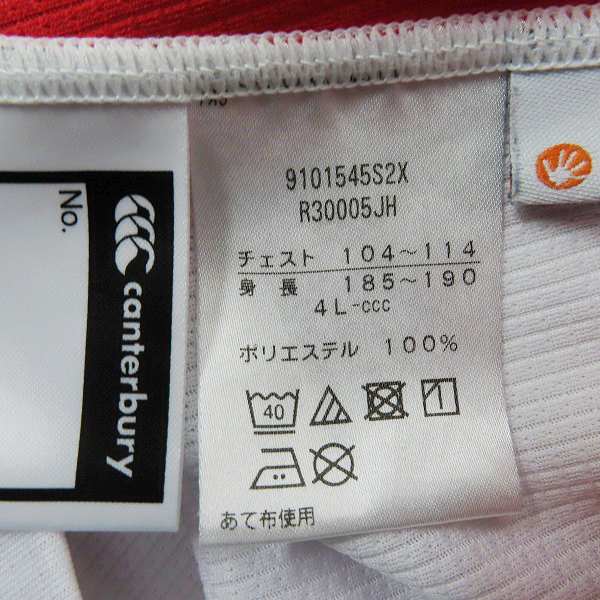 No.
canterbury
9101545S2X
R30005JH
チェスト 104~114
身長 185~190
4L-ccc
ポリエステル 100%
40
1
あて布使用